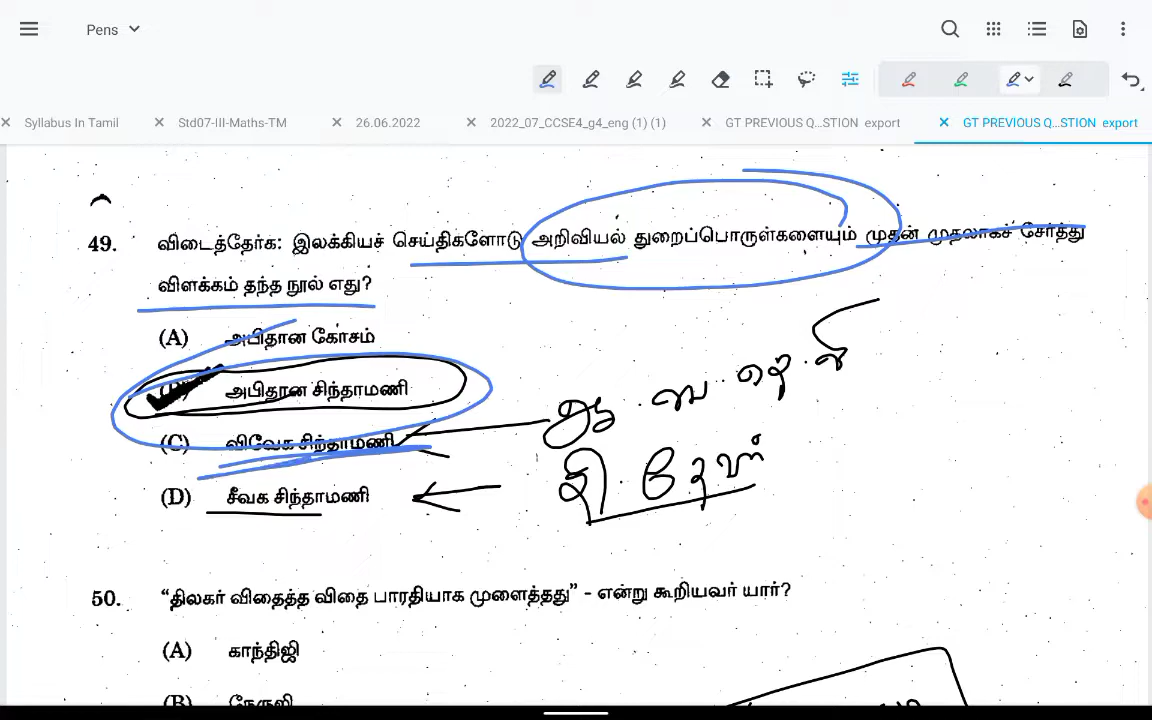 Pens
Syllabus In Tamil
Std07-III-Maths-TM
26.06.2022
2022_07_CCSE4_g4_eng (1) (1)
GT PREVIOUS Q...STION export
GT PREVIOUS Q...STION export
49. விடைத்தேர்க: இலக்கியச் செய்திகளோடு அறிவியல் துறைப்பொருள்களையும் முதன் முதலாகச் சேர்த்து
விளக்கம் தந்த நூல் எது?
(A) அபிதான கோசம்
அபிதான சிந்தாமணி
(C) விவேக சிந்தாமணி
(D) சீவக சிந்தாமணி
50. “திலகர் விதைத்த விதை பாரதியாக முளைத்தது” - என்று கூறியவர் யார்?
(A) காந்திஜி
(B) நேருஜி